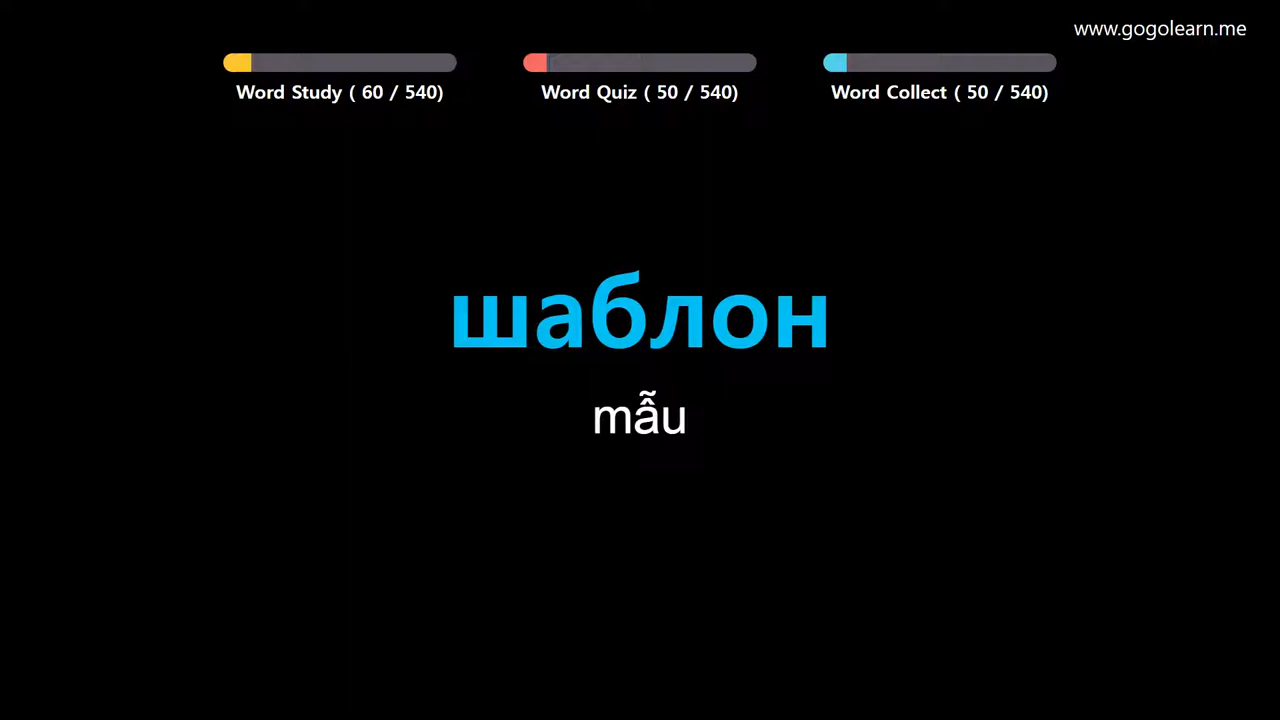 www.gogolearn.me
Word Study ( 60 / 540)
Word Quiz ( 50 / 540)
Word Collect ( 50 / 540)
шаблон
mẫu